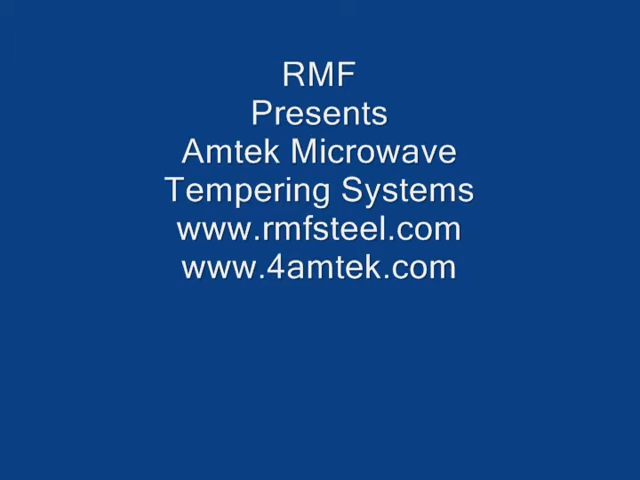 RMF
Presents
Amtek Microwave
Tempering Systems
www.rmfsteel.com
www.4amtek.com